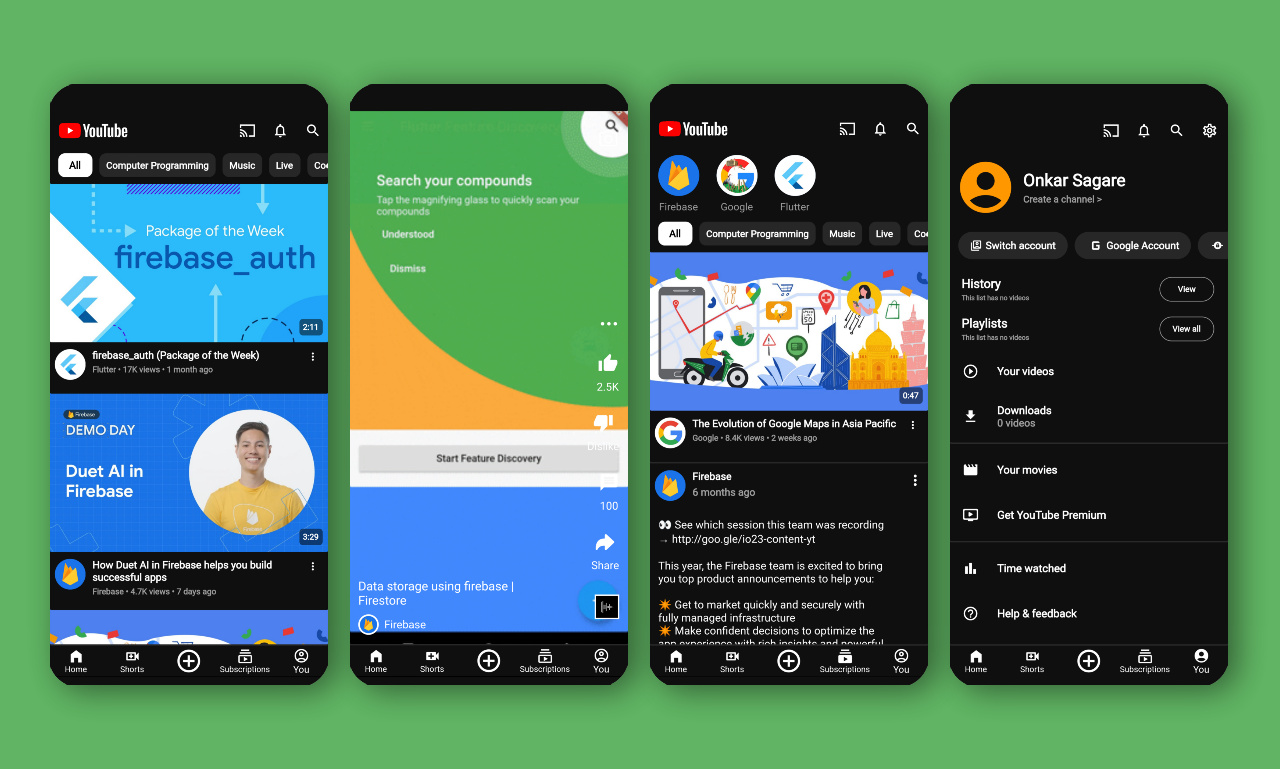 YouTube
All
Computer Programming
Music
Live
Package of the Week
firebase_auth
2:11
firebase_auth (Package of the Week)
Flutter • 17K views • 1 month ago
Firebase
DEMO DAY
Duet AI in
Firebase
3:29
How Duet AI in Firebase helps you build
successful apps
Firebase • 4.7K views • 7 days ago
Home
Shorts
Subscriptions
You
Search your compounds
Tap the magnifying glass to quickly scan your
compounds
Understood
Dismiss
2.5K
Dislike
Start Feature Discovery
100
Share
Data storage using firebase |
Firestore
Firebase
Home
Shorts
Subscriptions
You
YouTube
Firebase
Google
Flutter
All
Computer Programming
Music
Live
50
0:47
The Evolution of Google Maps in Asia Pacific
Google • 8.4K views • 2 weeks ago
Firebase
6 months ago
👀 See which session this team was recording
→ http://goo.gle/io23-content-yt
This year, the Firebase team is excited to bring
you top product announcements to help you:
💥 Get to market quickly and securely with
fully managed infrastructure
💥 Make confident decisions to optimize the
app experience with rich insights and powerful
Home
Shorts
Subscriptions
You
Onkar Sagare
Create a channel >
Switch account
Google Account
History
This list has no videos
View
Playlists
This list has no videos
View all
Your videos
Downloads
0 videos
Your movies
Get YouTube Premium
Time watched
Help & feedback
Home
Shorts
Subscriptions
You